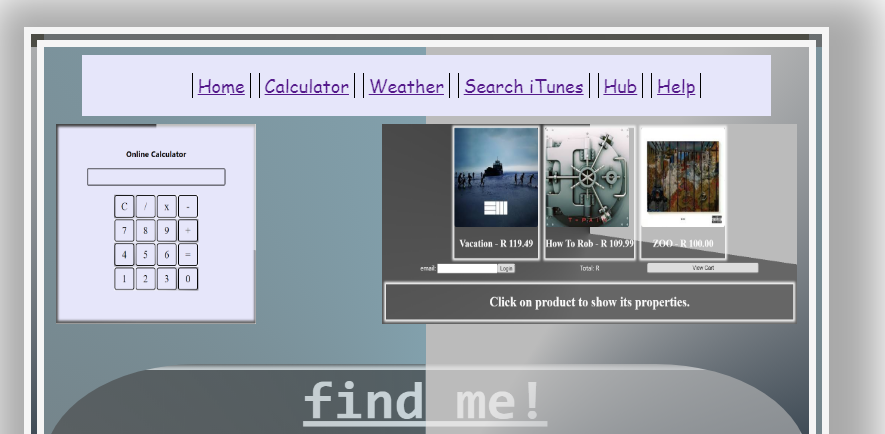 Home Calculator Weather Search iTunes Hub Help
Online Calculator
C / x -
7 8 9 +
4 5 6 =
1 2 3 0
Vacation - R 119.49 How To Rob - R 109.99 ZOO - R 100.00
email: Login Total: R View Cart
Click on product to show its properties.
find me!